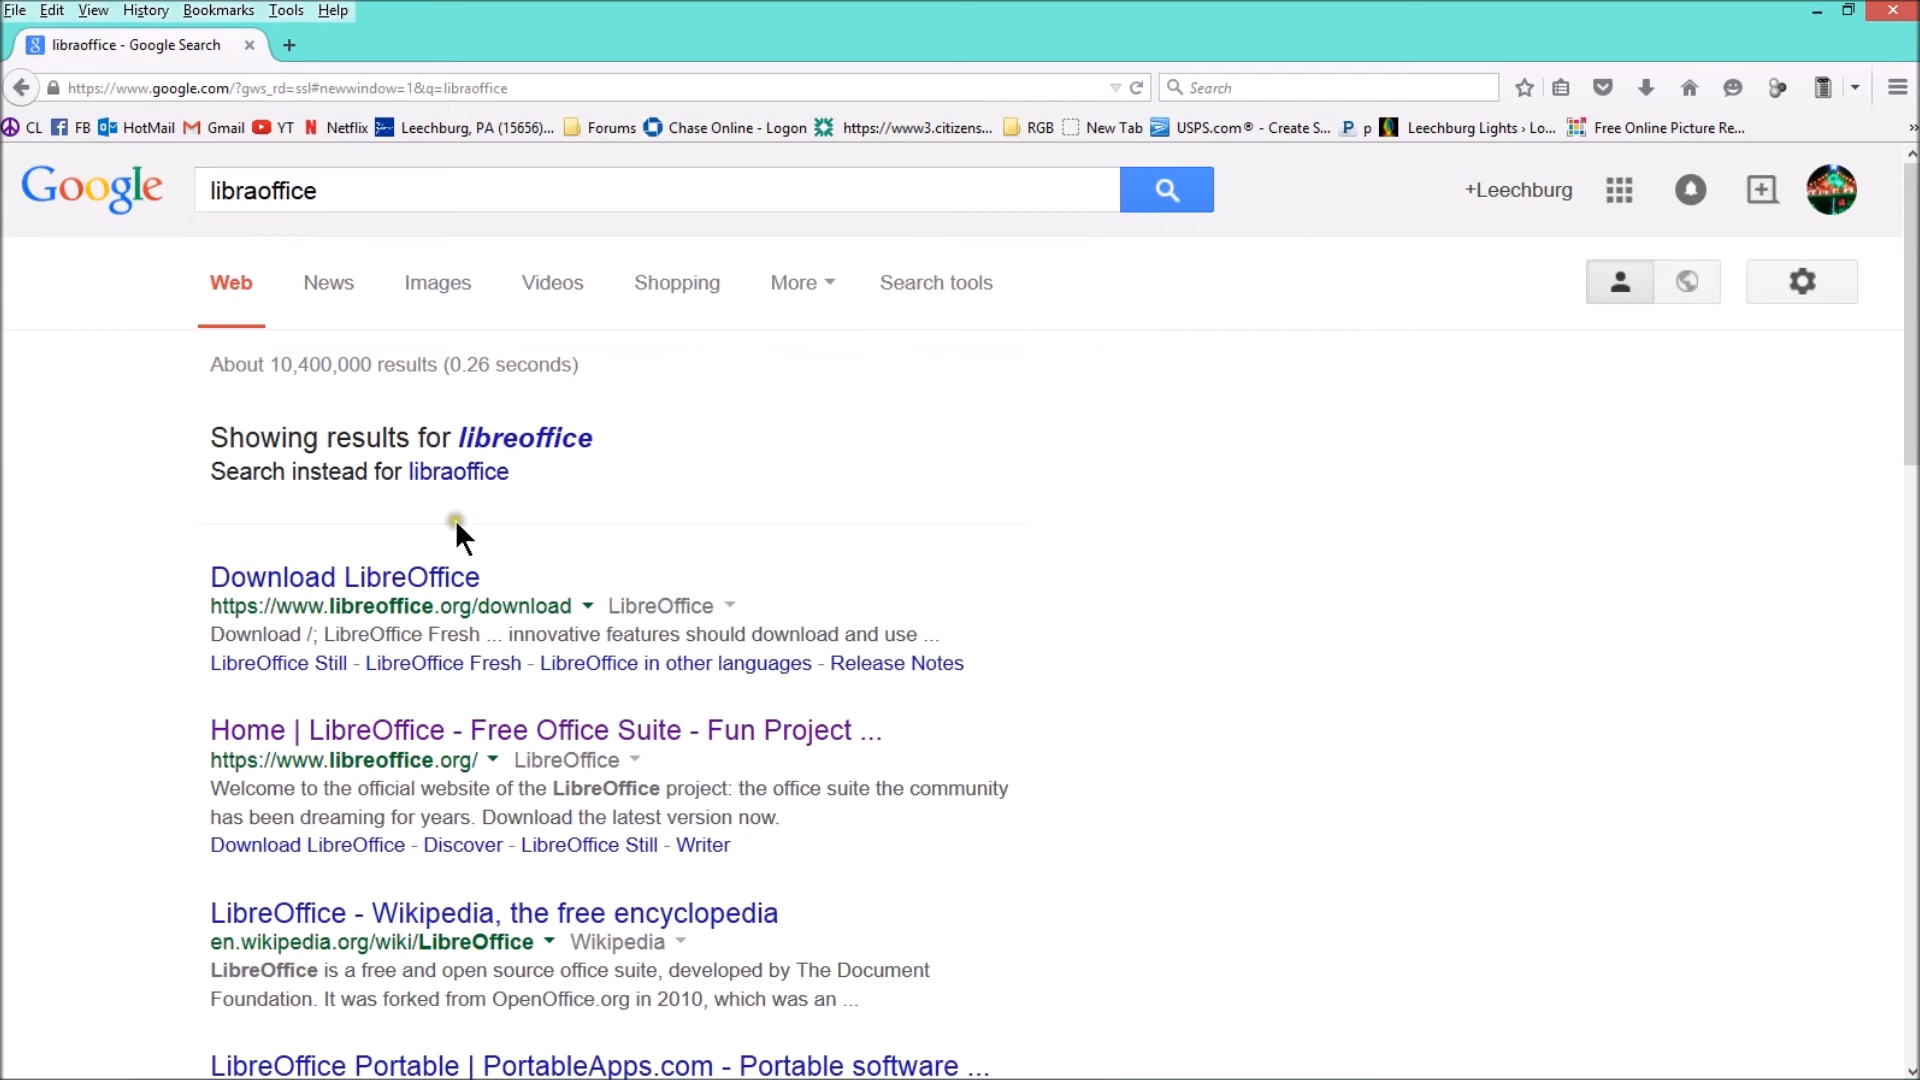 File Edit View History Bookmarks Tools Help
libraoffice - Google Search
https://www.google.com/?gws_rd=ssl#newwindow=1&q=libraoffice Search
CL FB HotMail Gmail YT Netflix Leechburg, PA (15656)... Forums Chase Online - Logon https://www3.citizens... RGB New Tab USPS.com® - Create S... p Leechburg Lights › Lo... Free Online Picture Re...
Google libraoffice +Leechburg
Web News Images Videos Shopping More Search tools
About 10,400,000 results (0.26 seconds)
Showing results for libreoffice
Search instead for libraoffice
Download LibreOffice
https://www.libreoffice.org/download LibreOffice
Download /; LibreOffice Fresh ... innovative features should download and use ...
LibreOffice Still - LibreOffice Fresh - LibreOffice in other languages - Release Notes
Home | LibreOffice - Free Office Suite - Fun Project ...
https://www.libreoffice.org/ LibreOffice
Welcome to the official website of the LibreOffice project: the office suite the community
has been dreaming for years. Download the latest version now.
Download LibreOffice - Discover - LibreOffice Still - Writer
LibreOffice - Wikipedia, the free encyclopedia
en.wikipedia.org/wiki/LibreOffice Wikipedia
LibreOffice is a free and open source office suite, developed by The Document
Foundation. It was forked from OpenOffice.org in 2010, which was an ...
LibreOffice Portable | PortableApps.com - Portable software ...